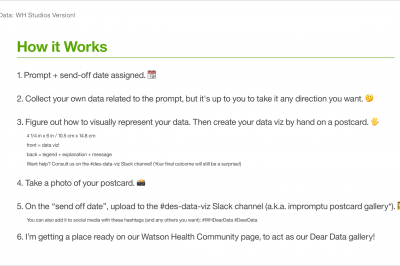 Data: WH Studios Version!
How it Works
1. Prompt + send-off date assigned. 📆
2. Collect your own data related to the prompt, but it's up to you to take it any direction you want. 🤔
3. Figure out how to visually represent your data. Then create your data viz by hand on a postcard. 🖐
4 1/4 in x 6 in / 10.5 cm x 14.8 cm
front = data viz!
back = legend + explanation + message
Want help? Consult us on the #des-data-viz Slack channel! (Your final outcome will still be a surprise!)
4. Take a photo of your postcard. 📸
5. On the “send off date”, upload to the #des-data-viz Slack channel (a.k.a. impromptu postcard gallery*).
You can also add it to social media with these hashtags (and any others you want): #WHDearData #DearData
6. I'm getting a place ready on our Watson Health Community page, to act as our Dear Data gallery!